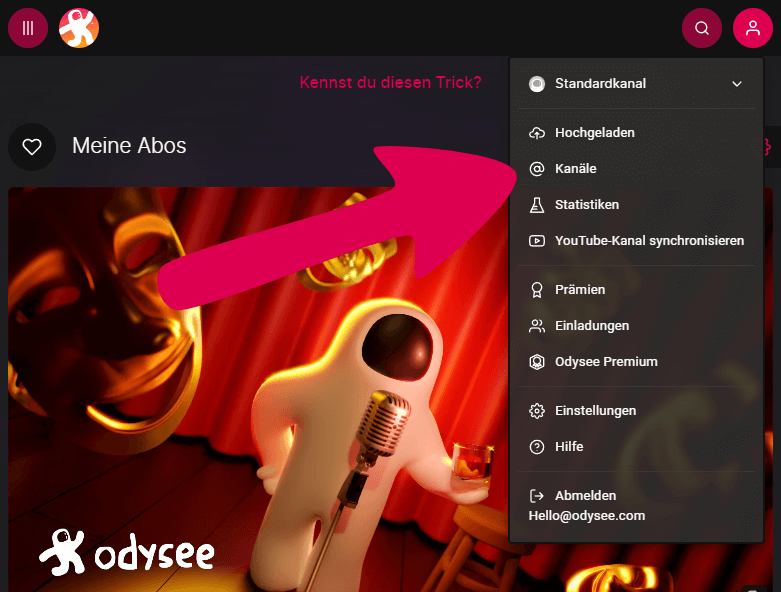 Kennst du diesen Trick?
Meine Abos
odysee
Standardkanal
Hochgeladen
Kanäle
Statistiken
YouTube-Kanal synchronisieren
Prämien
Einladungen
Odysee Premium
Einstellungen
Hilfe
Abmelden
Hello@odysee.com